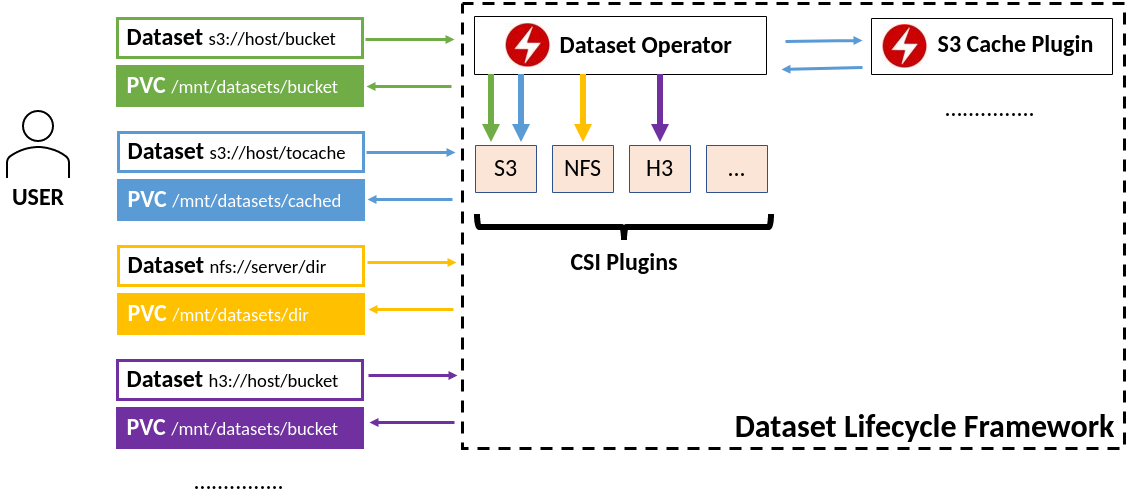 Dataset s3://host/bucket
PVC /mnt/datasets/bucket
Dataset s3://host/tocache
PVC /mnt/datasets/cached
Dataset nfs://server/dir
PVC /mnt/datasets/dir
Dataset h3://host/bucket
PVC /mnt/datasets/bucket
...............
USER
Dataset Operator
S3 Cache Plugin
...............
S3
NFS
H3
...
CSI Plugins
Dataset Lifecycle Framework